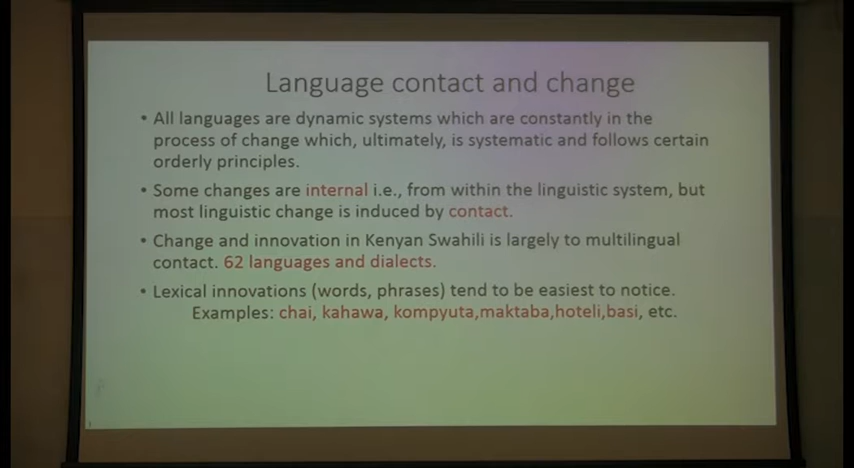 Language contact and change
• All languages are dynamic systems which are constantly in the
process of change which, ultimately, is systematic and follows certain
orderly principles.
• Some changes are internal i.e., from within the linguistic system, but
most linguistic change is induced by contact.
• Change and innovation in Kenyan Swahili is largely to multilingual
contact. 62 languages and dialects.
• Lexical innovations (words, phrases) tend to be easiest to notice.
Examples: chai, kahawa, kompyuta,maktaba,hoteli,basi, etc.